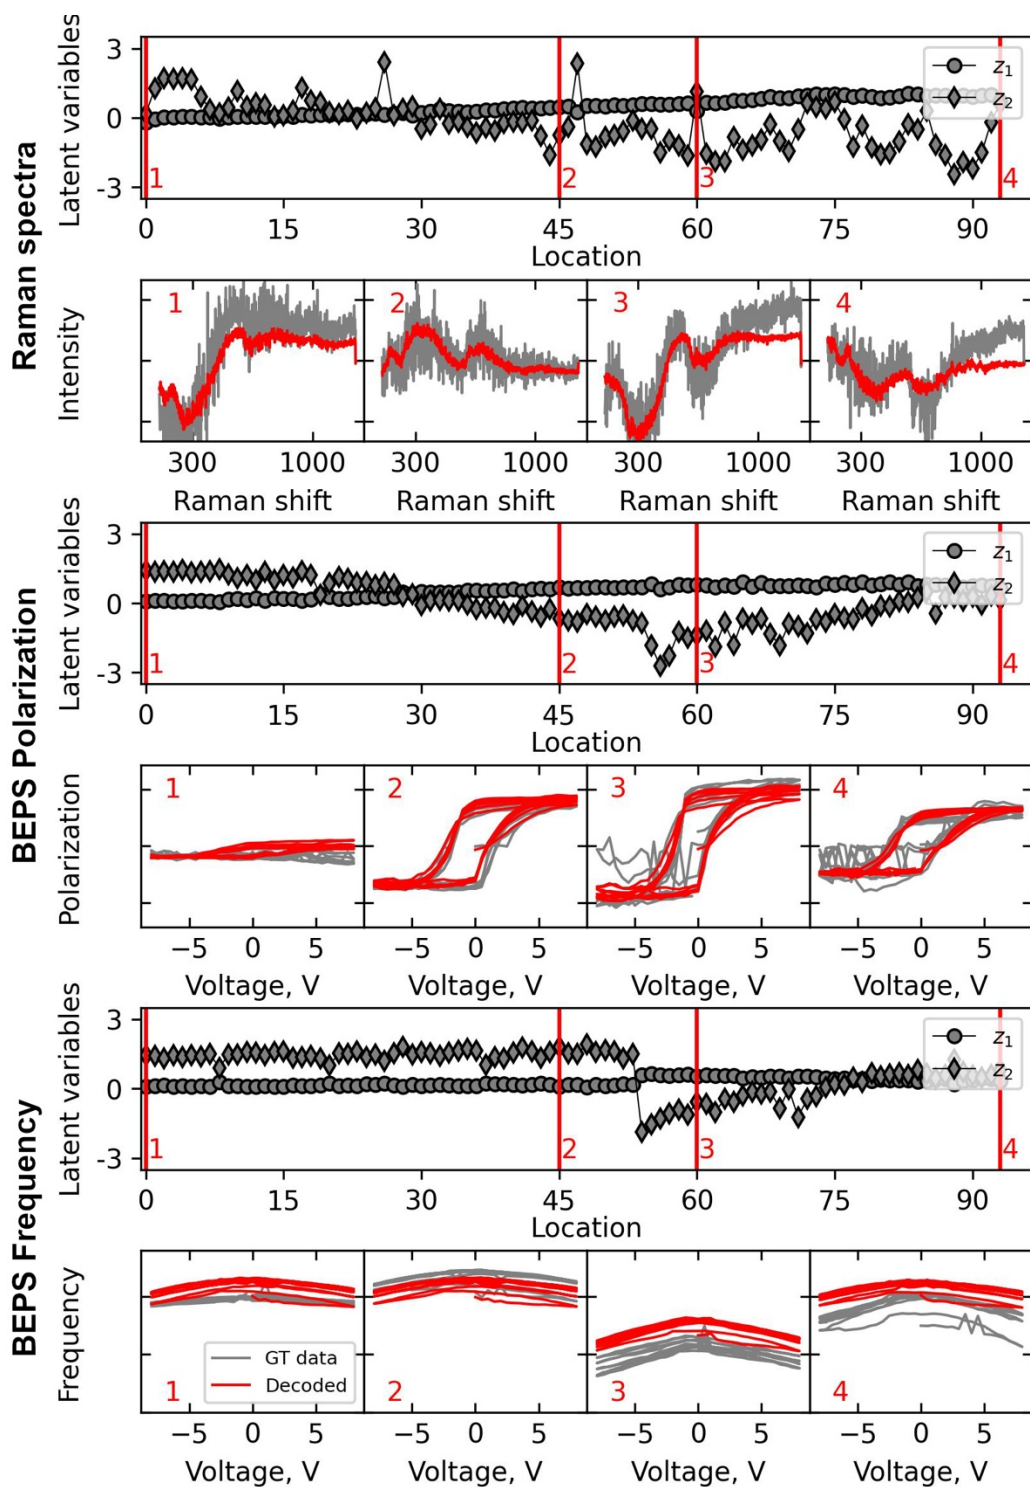 Raman spectra
Latent variables
3
0
-3
z1
z2
1
2
3
4
0 15 30 45 60 75 90
Location
Intensity
1
2
3
4
300 1000 300 1000 300 1000 300 1000
Raman shift Raman shift Raman shift Raman shift
BEPS Polarization
Latent variables
3
0
-3
z1
z2
1
2
3
4
0 15 30 45 60 75 90
Location
Polarization
1
2
3
4
−5 0 5 −5 0 5 −5 0 5 −5 0 5
Voltage, V Voltage, V Voltage, V Voltage, V
BEPS Frequency
Latent variables
3
0
-3
z1
z2
1
2
3
4
0 15 30 45 60 75 90
Location
Frequency
GT data
Decoded
1
2
3
4
−5 0 5 −5 0 5 −5 0 5 −5 0 5
Voltage, V Voltage, V Voltage, V Voltage, V